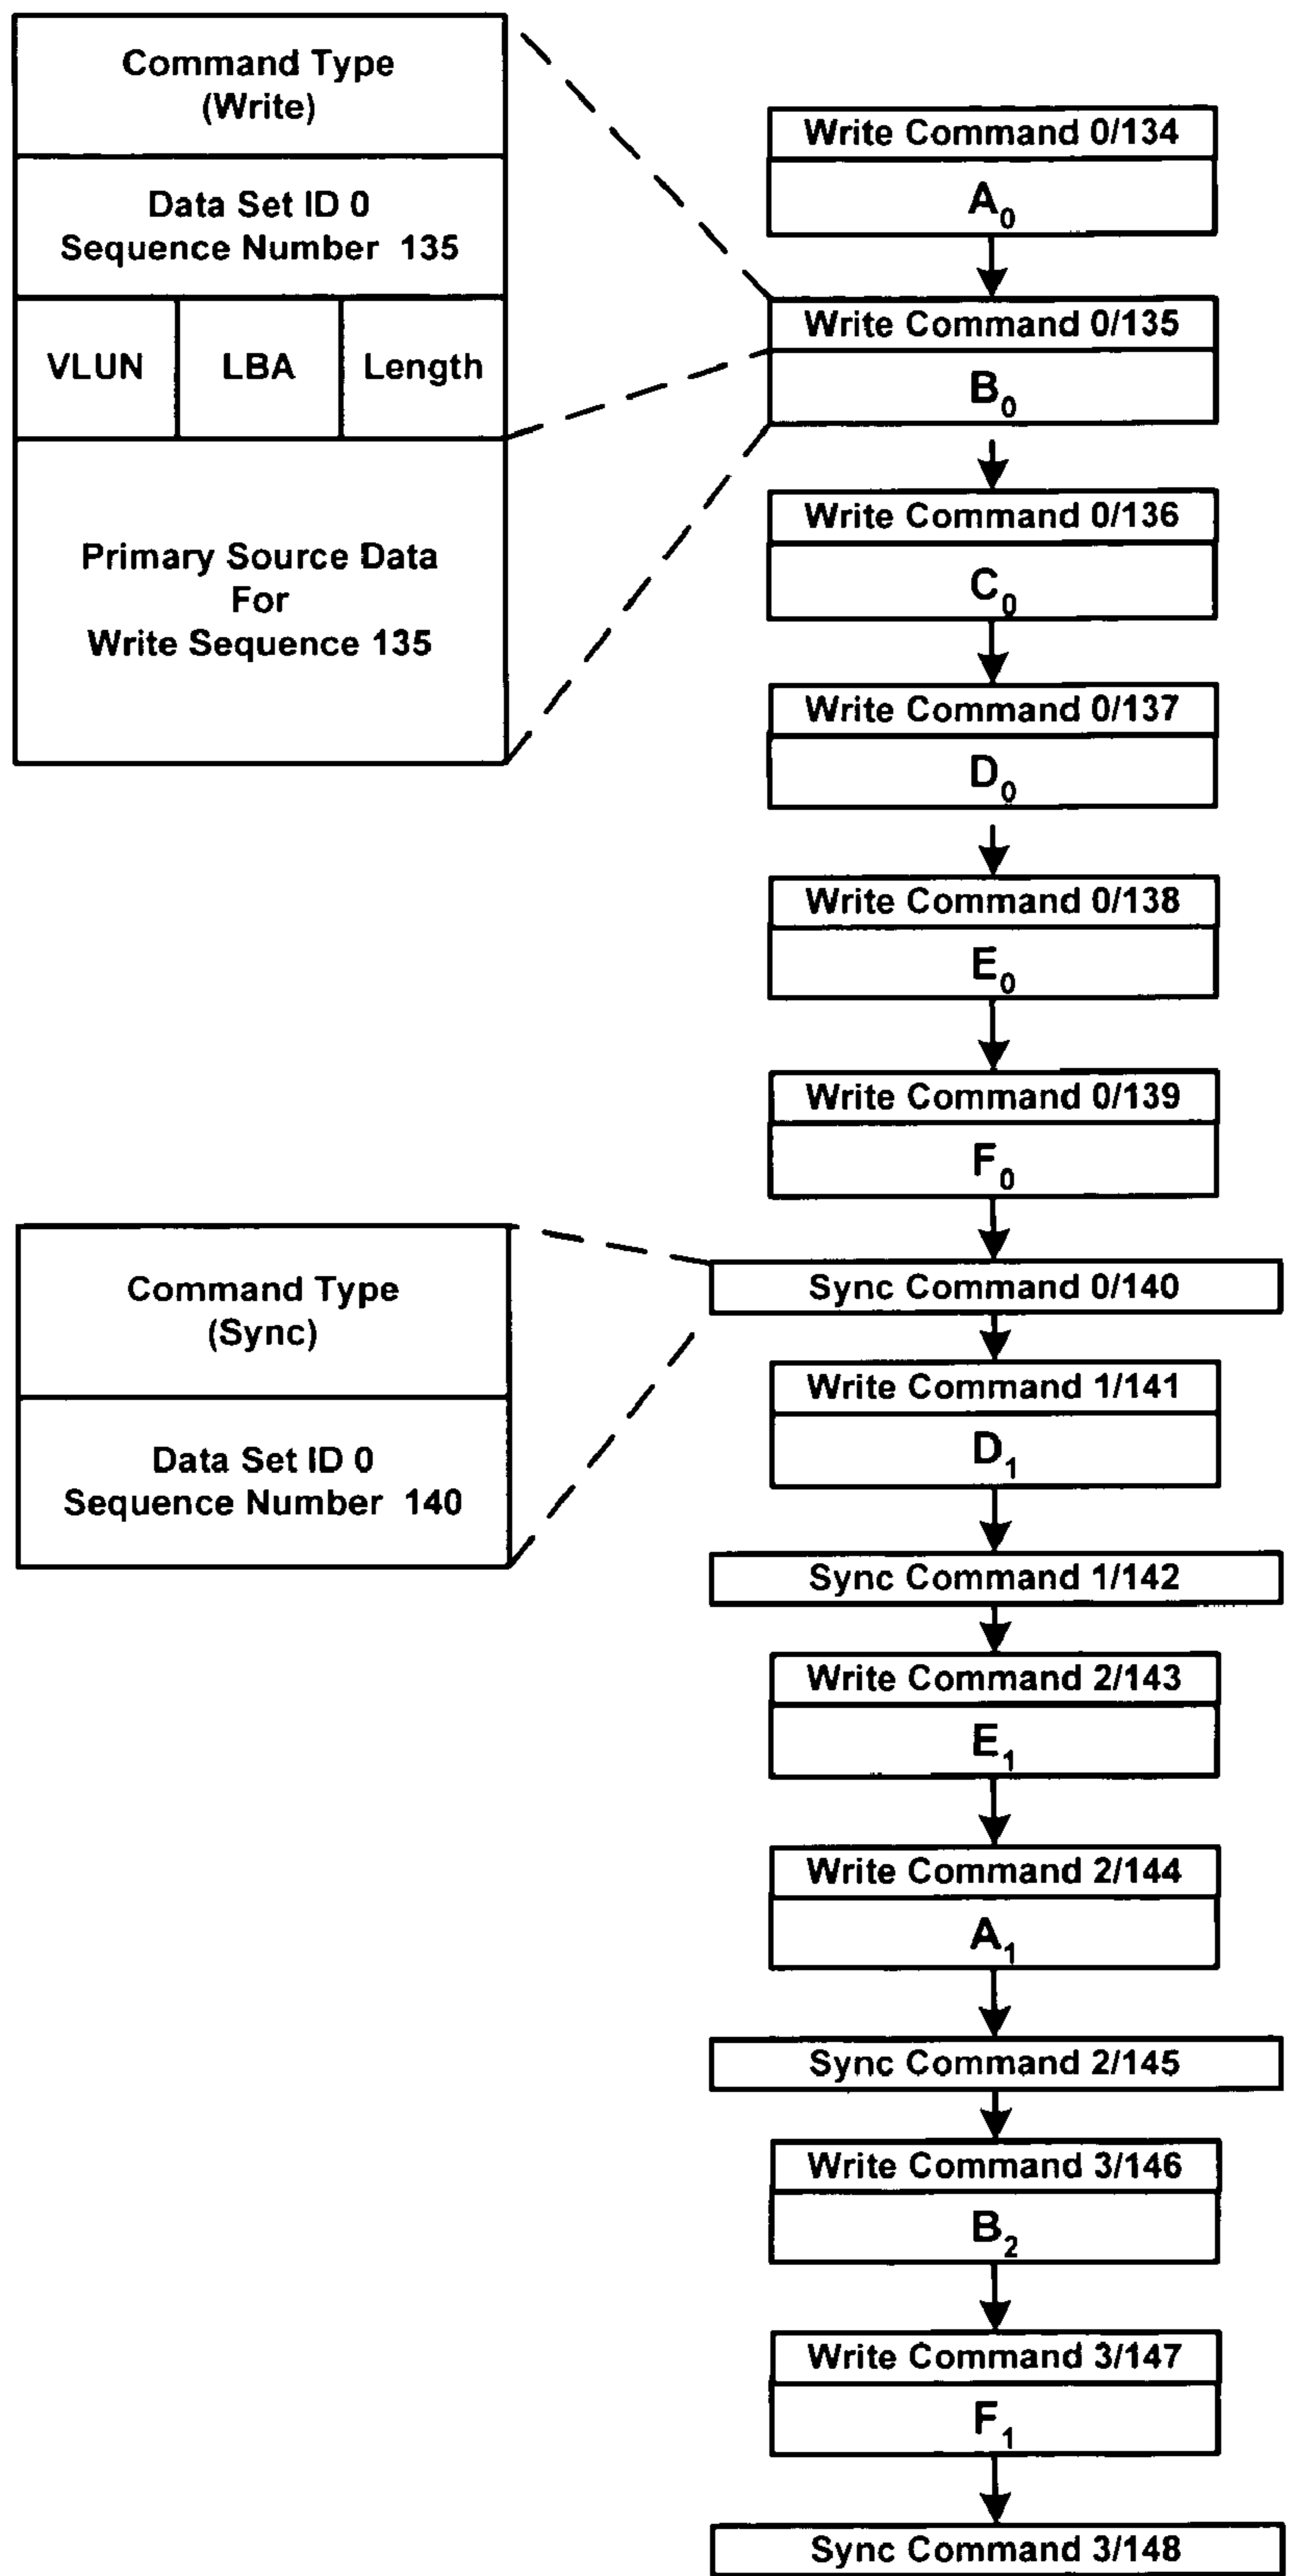 Command Type
(Write)
Data Set ID 0
Sequence Number 135
VLUN LBA Length
Primary Source Data
For
Write Sequence 135
Write Command 0/134
A₀
Write Command 0/135
B₀
Write Command 0/136
C₀
Write Command 0/137
D₀
Write Command 0/138
E₀
Write Command 0/139
F₀
Command Type
(Sync)
Data Set ID 0
Sequence Number 140
Sync Command 0/140
Write Command 1/141
D₁
Sync Command 1/142
Write Command 2/143
E₁
Write Command 2/144
A₁
Sync Command 2/145
Write Command 3/146
B₂
Write Command 3/147
F₁
Sync Command 3/148